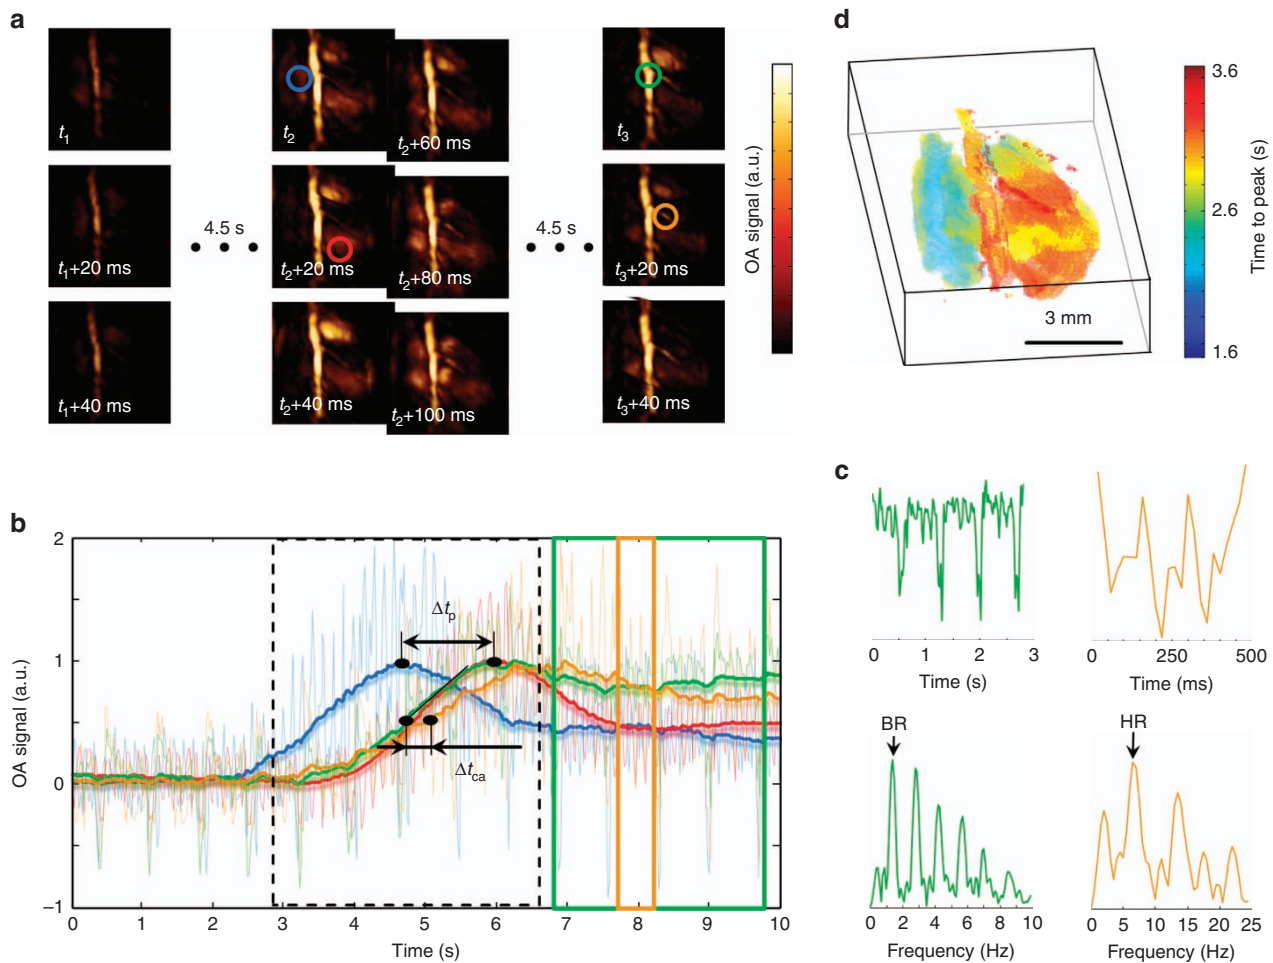 a
t1
t1+20 ms
t1+40 ms
4.5 s
t2
t2+20 ms
t2+40 ms
t2+60 ms
t2+80 ms
t2+100 ms
4.5 s
t3
t3+20 ms
t3+40 ms
OA signal (a.u.)
d
3 mm
3.6
2.6
1.6
Time to peak (s)
b
2
1
0
−1
OA signal (a.u.)
Δtp
Δtca
0 1 2 3 4 5 6 7 8 9 10
Time (s)
c
0 1 2 3
Time (s)
0 250 500
Time (ms)
BR
0 2 4 6 8 10
Frequency (Hz)
HR
0 5 10 15 20 25
Frequency (Hz)